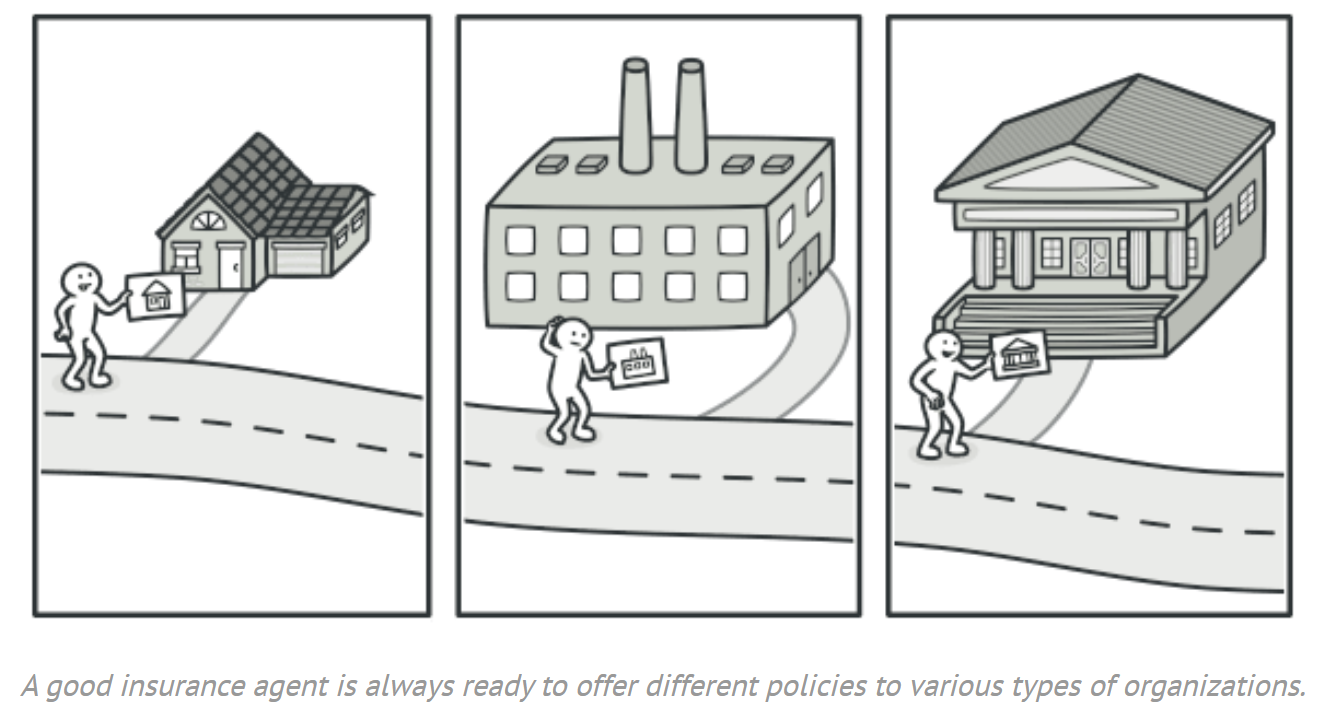 A good insurance agent is always ready to offer different policies to various types of organizations.